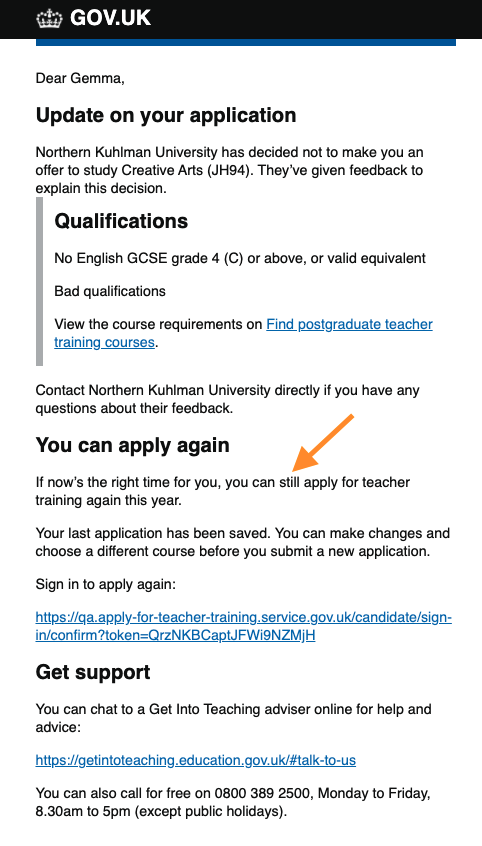 GOV.UK
Dear Gemma,
Update on your application
Northern Kuhlman University has decided not to make you an
offer to study Creative Arts (JH94). They’ve given feedback to
explain this decision.
Qualifications
No English GCSE grade 4 (C) or above, or valid equivalent
Bad qualifications
View the course requirements on Find postgraduate teacher
training courses.
Contact Northern Kuhlman University directly if you have any
questions about their feedback.
You can apply again
If now’s the right time for you, you can still apply for teacher
training again this year.
Your last application has been saved. You can make changes and
choose a different course before you submit a new application.
Sign in to apply again:
https://qa.apply-for-teacher-training.service.gov.uk/candidate/sign-
in/confirm?token=QrzNKBCaptJFWi9NZMjH
Get support
You can chat to a Get Into Teaching adviser online for help and
advice:
https://getintoteaching.education.gov.uk/#talk-to-us
You can also call for free on 0800 389 2500, Monday to Friday,
8.30am to 5pm (except public holidays).